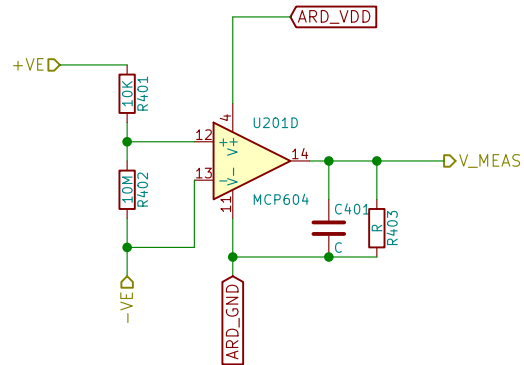 ARD_VDD
+VE
10K
R401
4
U201D
12
+
V+
14
V_MEAS
13
-
V-
10M
R402
11
MCP604
C401
C
R
R403
-VE
ARD_GND